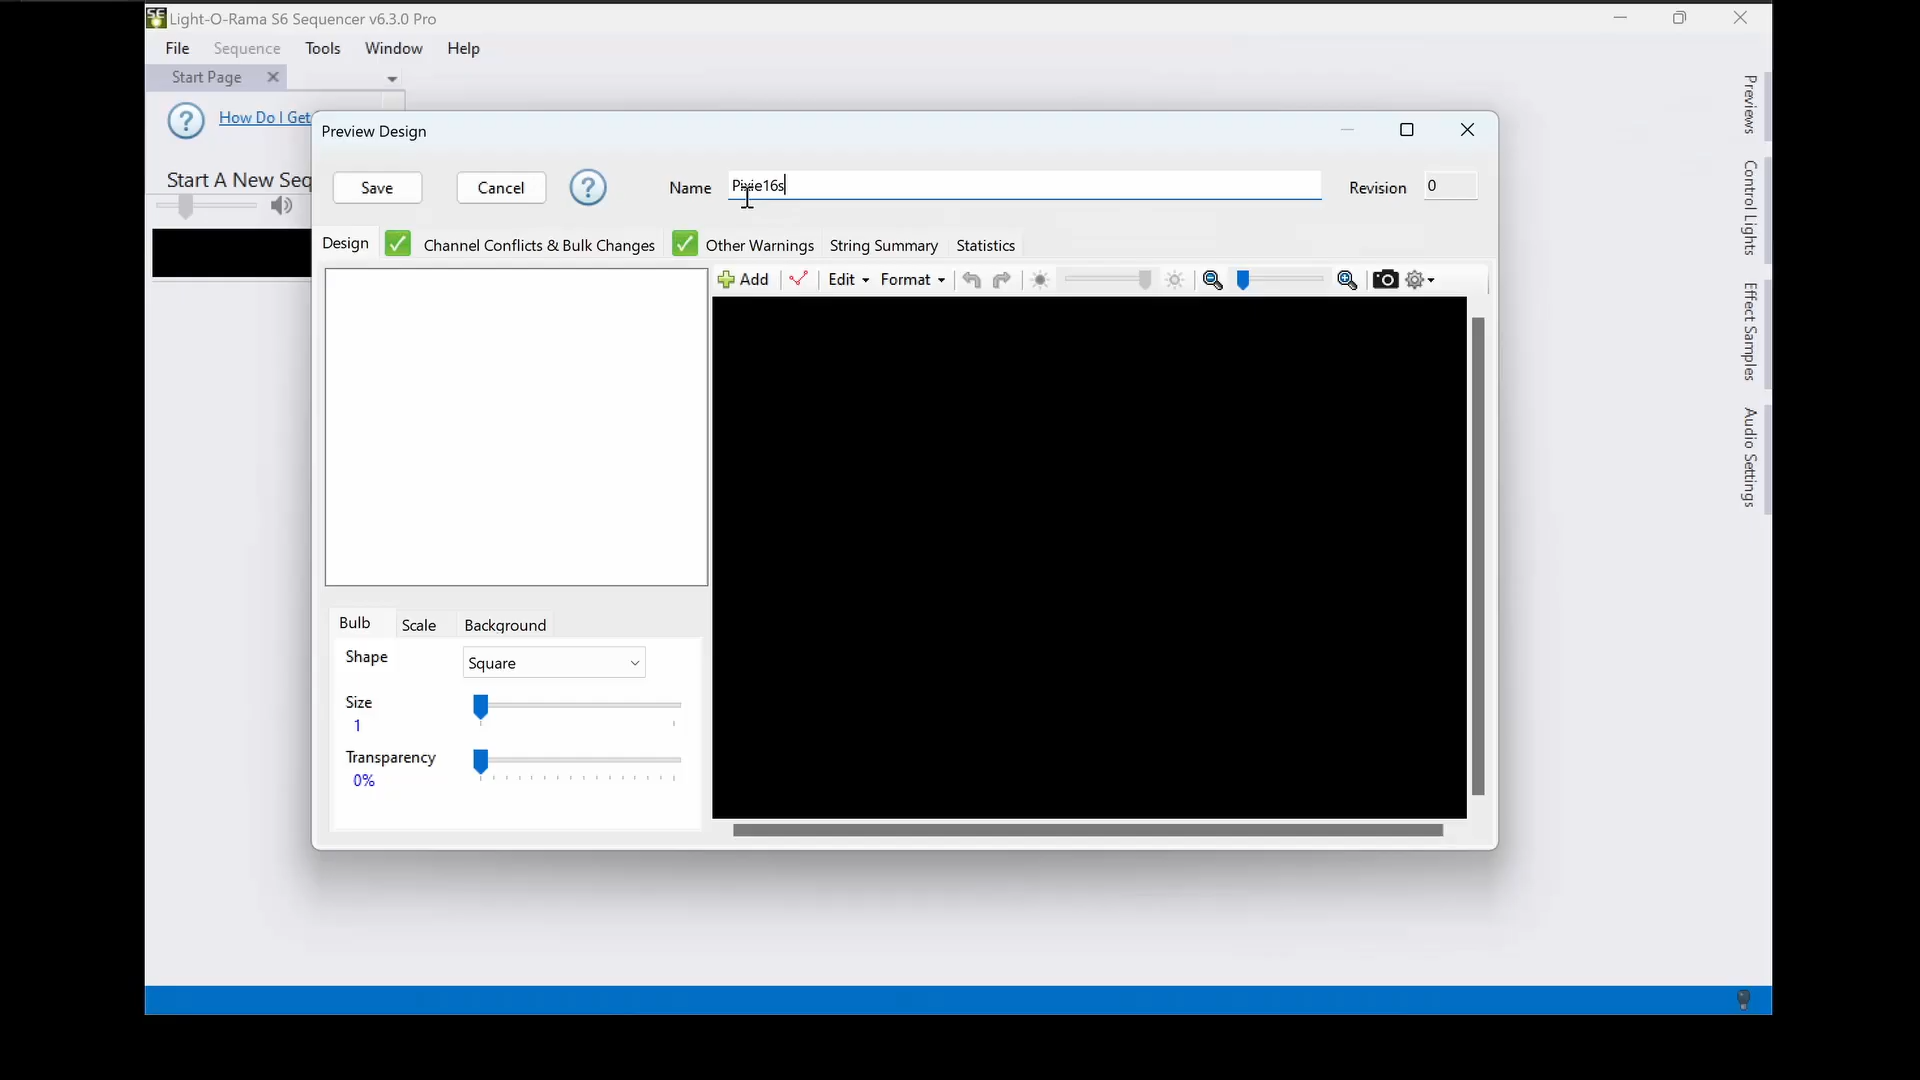 SE Light-O-Rama S6 Sequencer v6.3.0 Pro
File Sequence Tools Window Help
Start Page
Previews
? How Do I Get
Preview Design
Start A New Seq
Save Cancel ? Name Pixie16s Revision 0
Control Lights
Design Channel Conflicts & Bulk Changes Other Warnings String Summary Statistics
Add Edit Format
Effect Samples
Audio Settings
Bulb Scale Background
Shape Square
Size
1
Transparency
0%